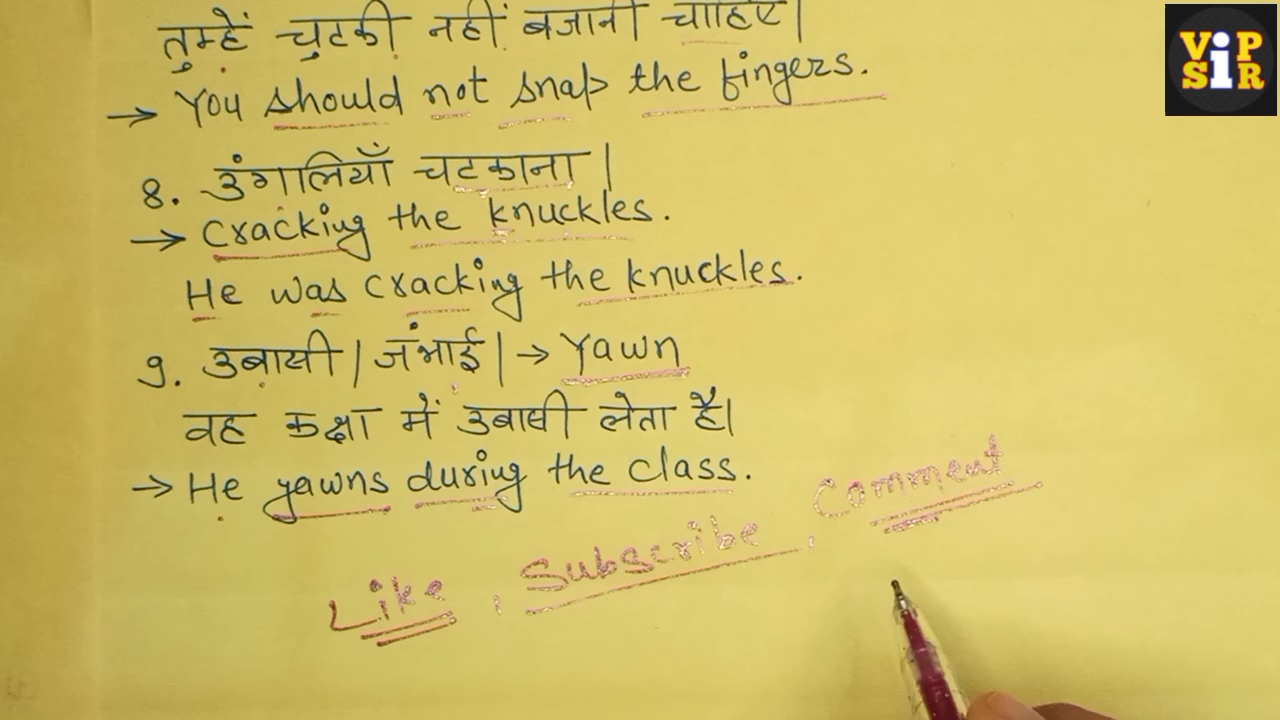 तुम्हें चुटकी नहीं बजानी चाहिए|
→ You should not snap the fingers.
8. उंगलियाँ चटकाना |
→ Cracking the knuckles.
He was cracking the knuckles.
9. उबासी | जंभाई | → Yawn
वह कक्षा में उबासी लेता है|
→ He yawns during the class.
Like, Subscribe, Comment
ViP
SiR